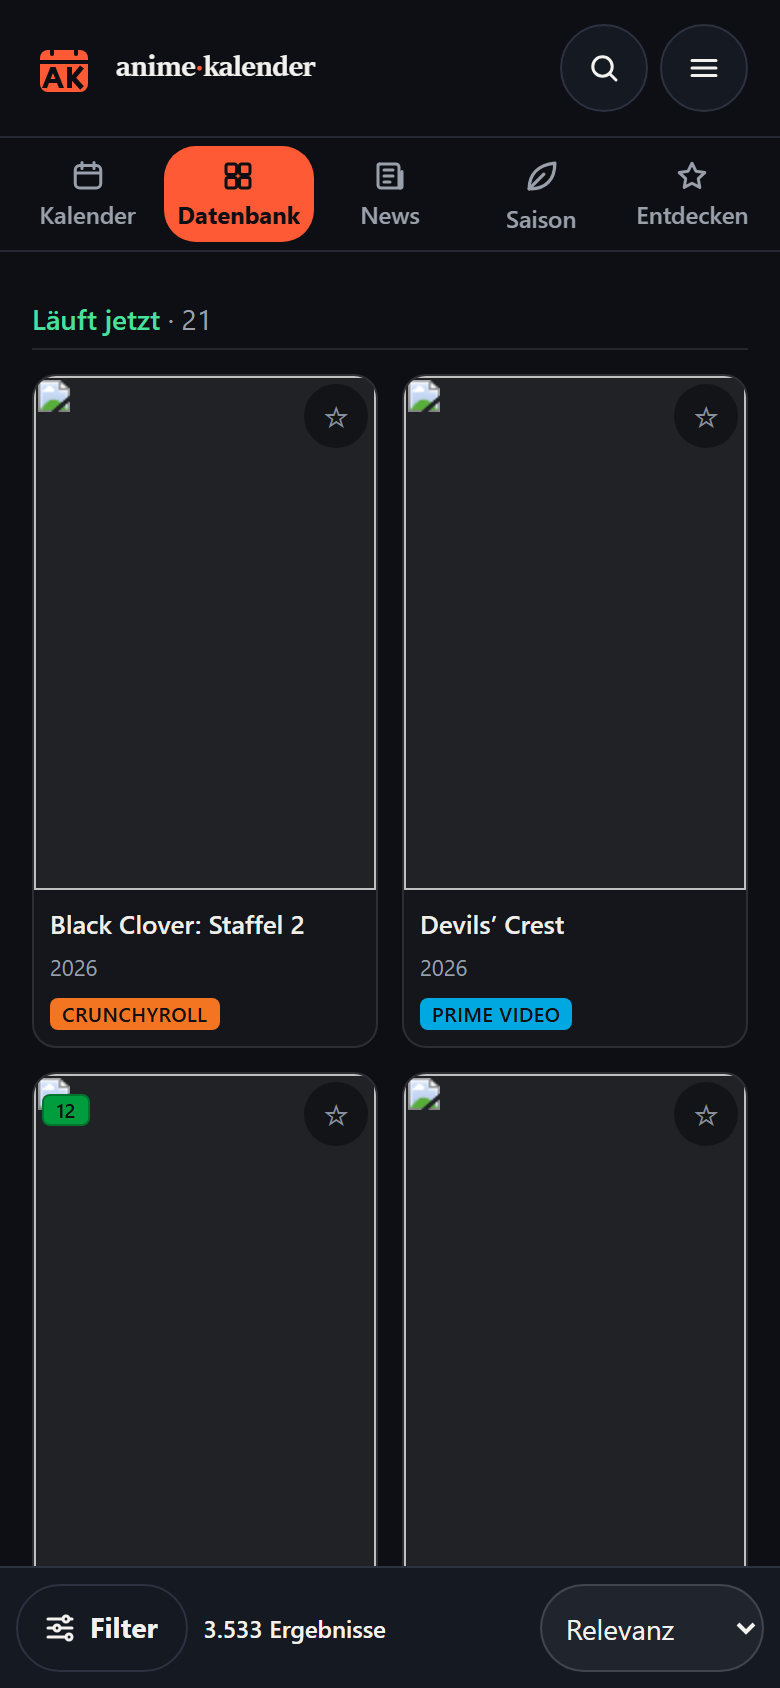 AK
anime·kalender
Kalender
Datenbank
News
Saison
Entdecken
Läuft jetzt · 21
Black Clover: Staffel 2
2026
CRUNCHYROLL
Devils’ Crest
2026
PRIME VIDEO
12
Filter
3.533 Ergebnisse
Relevanz